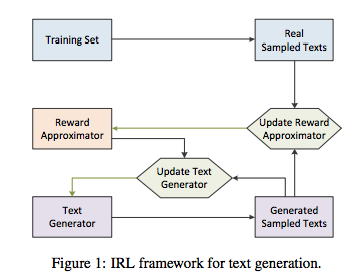 Training Set
Real
Sampled Texts
Reward
Approximator
Update Reward
Approximator
Update Text
Generator
Text
Generator
Generated
Sampled Texts
Figure 1: IRL framework for text generation.